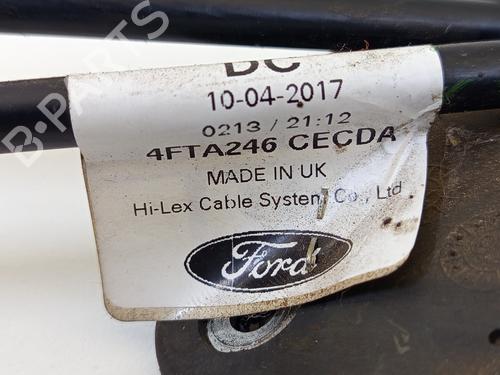 B-PARTS
DC
10-04-2017
0213 / 21:12
4FTA246 CECDA
MADE IN UK
Hi-Lex Cable System Co., Ltd
Ford